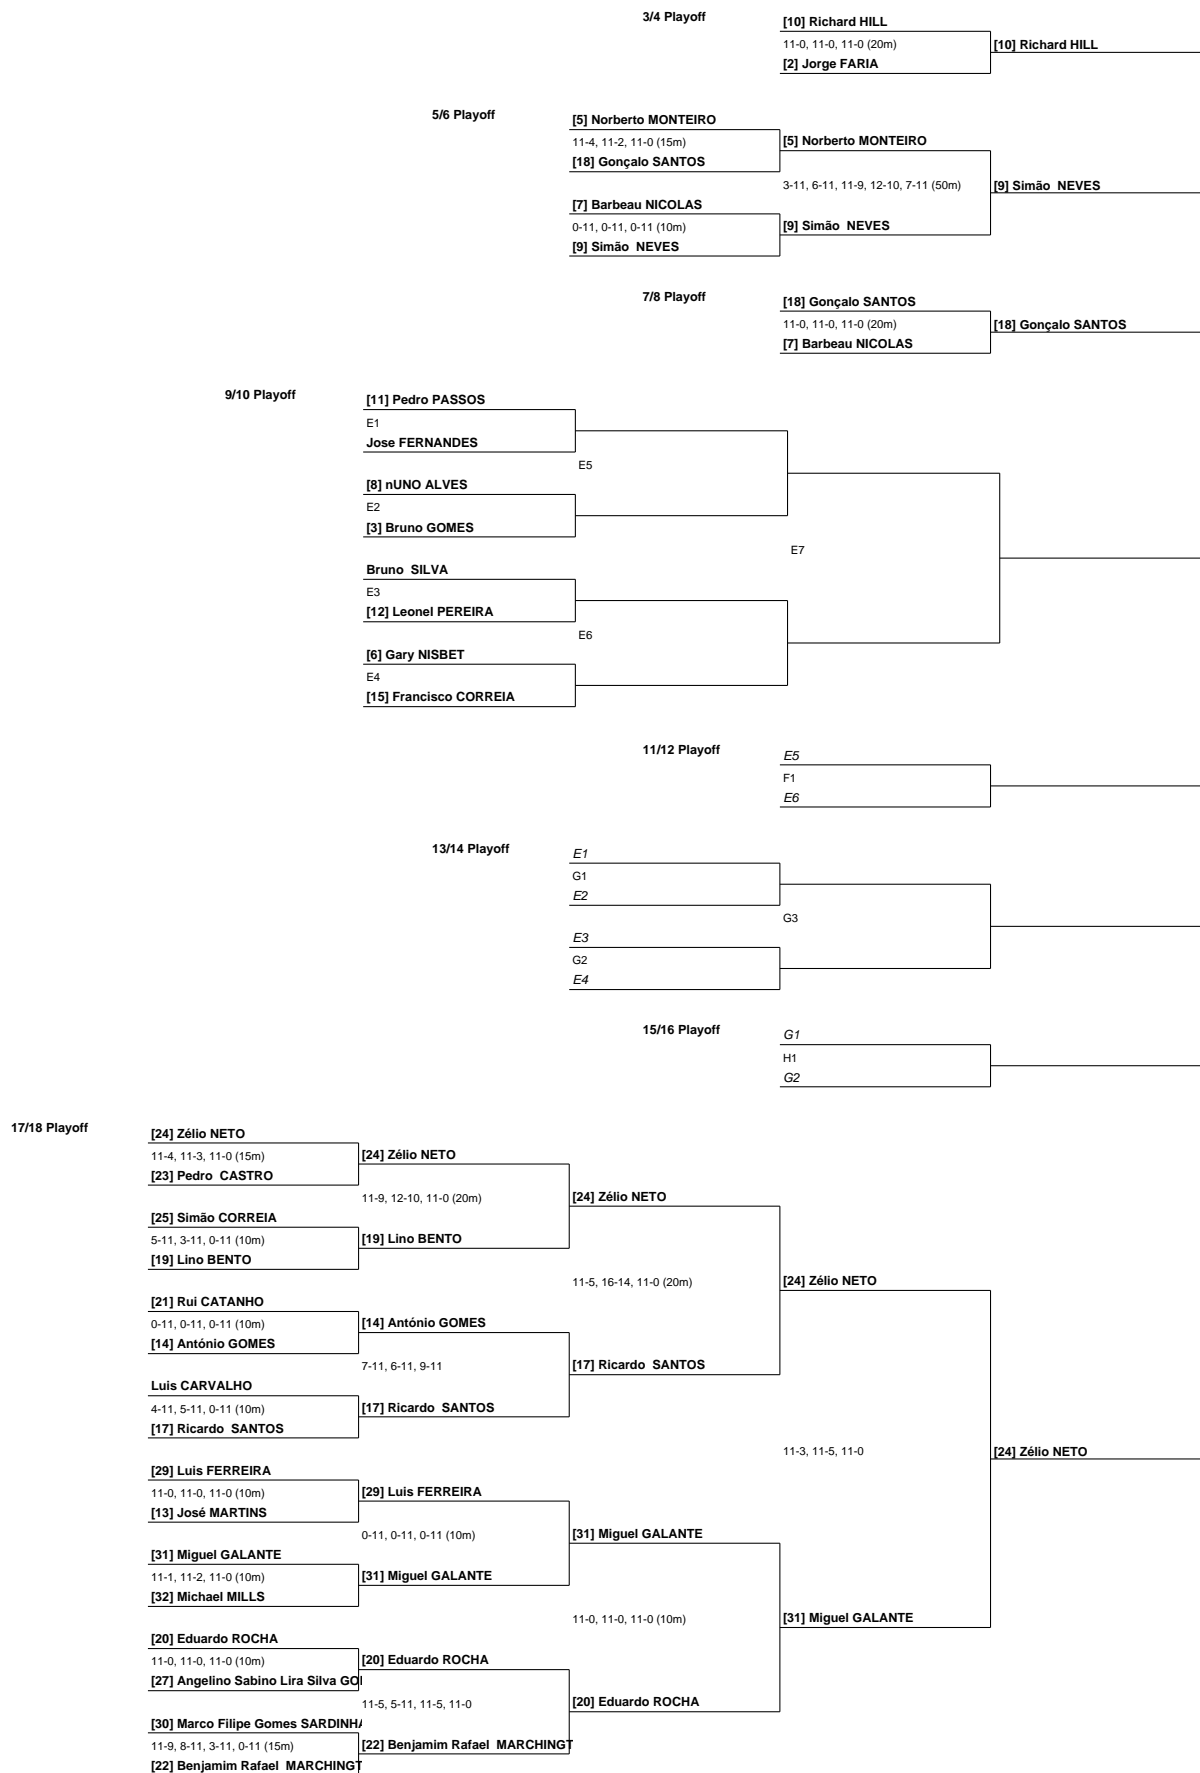 3/4 Playoff
[10] Richard HILL
11-0, 11-0, 11-0 (20m)
[10] Richard HILL
[2] Jorge FARIA
5/6 Playoff
[5] Norberto MONTEIRO
11-4, 11-2, 11-0 (15m)
[5] Norberto MONTEIRO
[18] Gonçalo SANTOS
3-11, 6-11, 11-9, 12-10, 7-11 (50m)
[9] Simão NEVES
[7] Barbeau NICOLAS
0-11, 0-11, 0-11 (10m)
[9] Simão NEVES
[9] Simão NEVES
7/8 Playoff
[18] Gonçalo SANTOS
11-0, 11-0, 11-0 (20m)
[18] Gonçalo SANTOS
[7] Barbeau NICOLAS
9/10 Playoff
[11] Pedro PASSOS
E1
Jose FERNANDES
E5
[8] nUNO ALVES
E2
[3] Bruno GOMES
E7
Bruno SILVA
E3
[12] Leonel PEREIRA
E6
[6] Gary NISBET
E4
[15] Francisco CORREIA
11/12 Playoff
E5
F1
E6
13/14 Playoff
E1
G1
E2
G3
E3
G2
E4
15/16 Playoff
G1
H1
G2
17/18 Playoff
[24] Zélio NETO
11-4, 11-3, 11-0 (15m)
[24] Zélio NETO
[23] Pedro CASTRO
11-9, 12-10, 11-0 (20m)
[24] Zélio NETO
[25] Simão CORREIA
5-11, 3-11, 0-11 (10m)
[19] Lino BENTO
[19] Lino BENTO
11-5, 16-14, 11-0 (20m)
[24] Zélio NETO
[21] Rui CATANHO
0-11, 0-11, 0-11 (10m)
[14] António GOMES
[14] António GOMES
7-11, 6-11, 9-11
[17] Ricardo SANTOS
Luis CARVALHO
4-11, 5-11, 0-11 (10m)
[17] Ricardo SANTOS
[17] Ricardo SANTOS
11-3, 11-5, 11-0
[24] Zélio NETO
[29] Luis FERREIRA
11-0, 11-0, 11-0 (10m)
[29] Luis FERREIRA
[13] José MARTINS
0-11, 0-11, 0-11 (10m)
[31] Miguel GALANTE
[31] Miguel GALANTE
11-1, 11-2, 11-0 (10m)
[31] Miguel GALANTE
[32] Michael MILLS
11-0, 11-0, 11-0 (10m)
[31] Miguel GALANTE
[20] Eduardo ROCHA
11-0, 11-0, 11-0 (10m)
[20] Eduardo ROCHA
[27] Angelino Sabino Lira Silva GO
11-5, 5-11, 11-5, 11-0
[20] Eduardo ROCHA
[30] Marco Filipe Gomes SARDINH
11-9, 8-11, 3-11, 0-11 (15m)
[22] Benjamim Rafael MARCHINGT
[22] Benjamim Rafael MARCHINGT